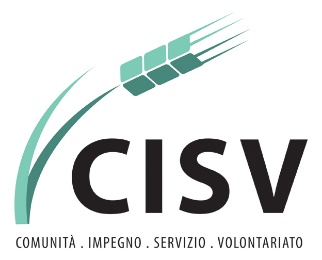 CISV
COMUNITÀ . IMPEGNO . SERVIZIO . VOLONTARIATO